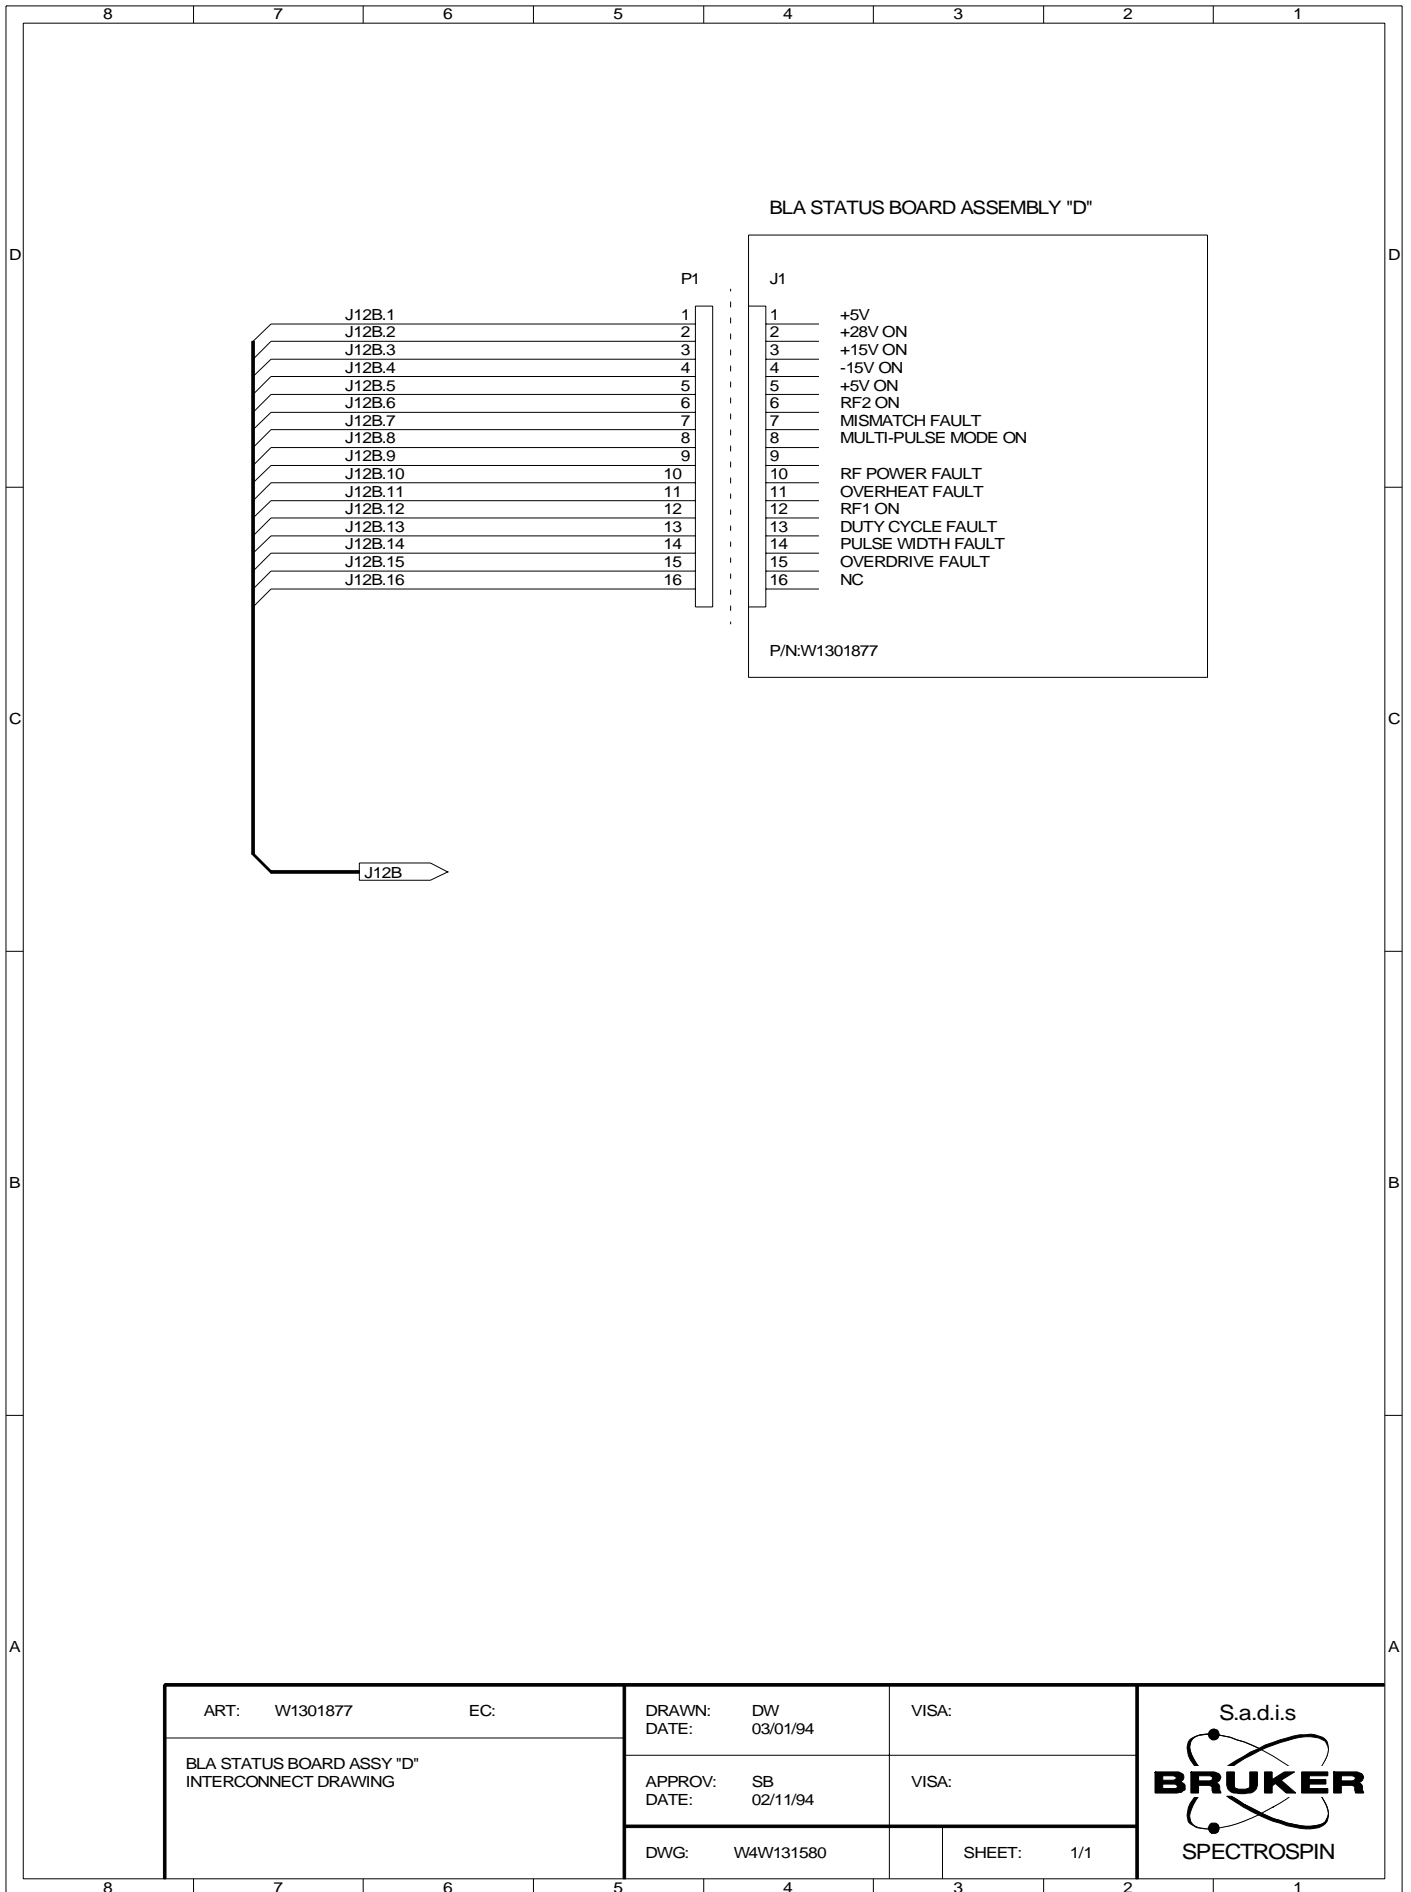 8 7 6 5 4 3 2 1
BLA STATUS BOARD ASSEMBLY "D"
D D
P1 J1
J12B.1 1 1 +5V
J12B.2 2 2 +28V ON
J12B.3 3 3 +15V ON
J12B.4 4 4 -15V ON
J12B.5 5 5 +5V ON
J12B.6 6 6 RF2 ON
J12B.7 7 7 MISMATCH FAULT
J12B.8 8 8 MULTI-PULSE MODE ON
J12B.9 9 9
J12B.10 10 10 RF POWER FAULT
J12B.11 11 11 OVERHEAT FAULT
J12B.12 12 12 RF1 ON
J12B.13 13 13 DUTY CYCLE FAULT
J12B.14 14 14 PULSE WIDTH FAULT
J12B.15 15 15 OVERDRIVE FAULT
J12B.16 16 16 NC
P/N:W1301877
C C
J12B
B B
A A
ART: W1301877 EC:
BLA STATUS BOARD ASSY "D"
INTERCONNECT DRAWING
DRAWN: DW
DATE: 03/01/94
VISA:
APPROV: SB
DATE: 02/11/94
VISA:
DWG: W4W131580
SHEET: 1/1
S.a.d.i.s
BRUKER
SPECTROSPIN
8 7 6 5 4 3 2 1